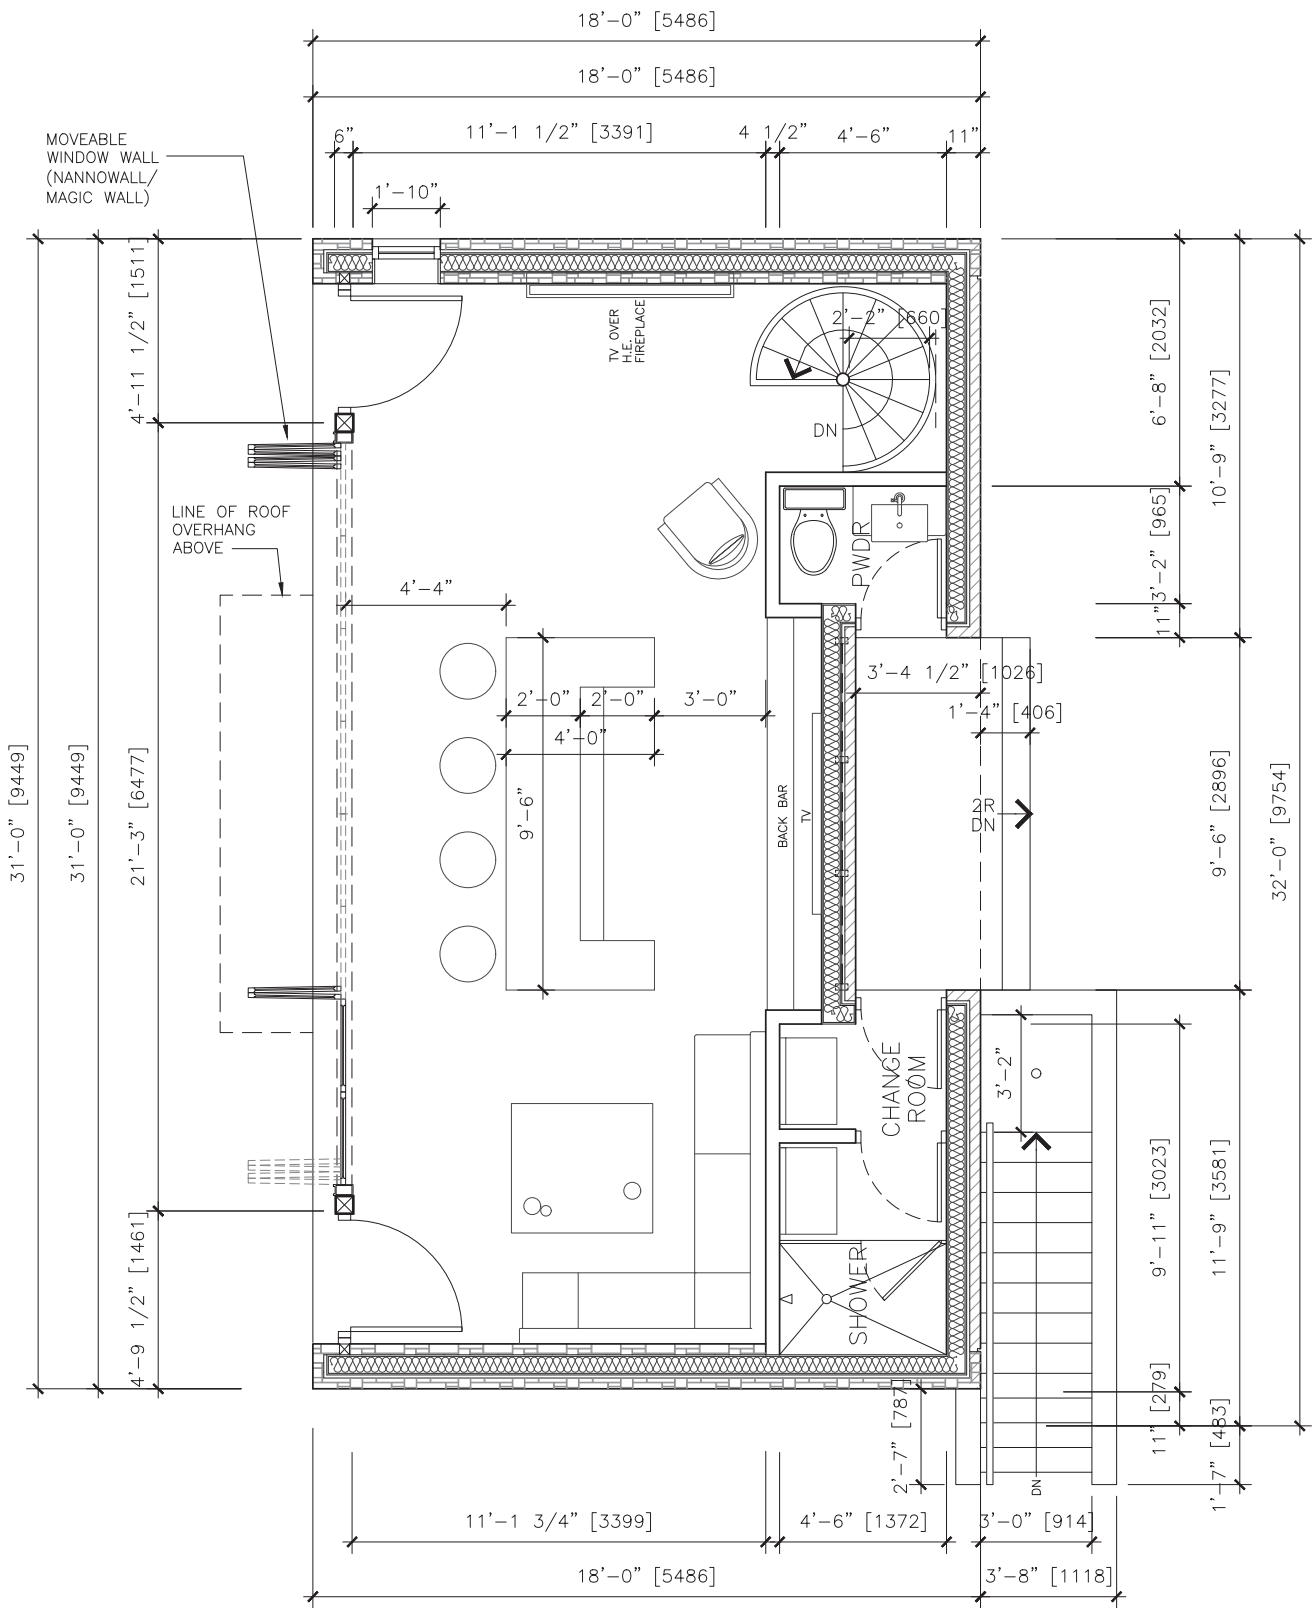 18'-0" [5486]
18'-0" [5486]
6"
11'-1 1/2" [3391]
4 1/2"
4'-6"
11"
MOVEABLE
WINDOW WALL
(NANNOWALL/
MAGIC WALL)
1'-10"
4'-11 1/2" [1511]
TV OVER
H.E.
FIREPLACE
2'-2" [660]
DN
6'-8" [2032]
10'-9" [3277]
LINE OF ROOF
OVERHANG
ABOVE
PWDR
3'-2" [965]
11"
4'-4"
3'-4 1/2" [1026]
1'-4" [406]
2'-0"
2'-0"
3'-0"
4'-0"
9'-6"
BACK BAR
TV
2R
DN
31'-0" [9449]
31'-0" [9449]
21'-3" [6477]
9'-6" [2896]
32'-0" [9754]
CHANGE
ROOM
3'-2"
9'-11" [3023]
11'-9" [3581]
4'-9 1/2" [1461]
SHOWER
2'-7" [787]
DN
11" [279]
1'-7" [483]
11'-1 3/4" [3399]
4'-6" [1372]
3'-0" [914]
18'-0" [5486]
3'-8" [1118]